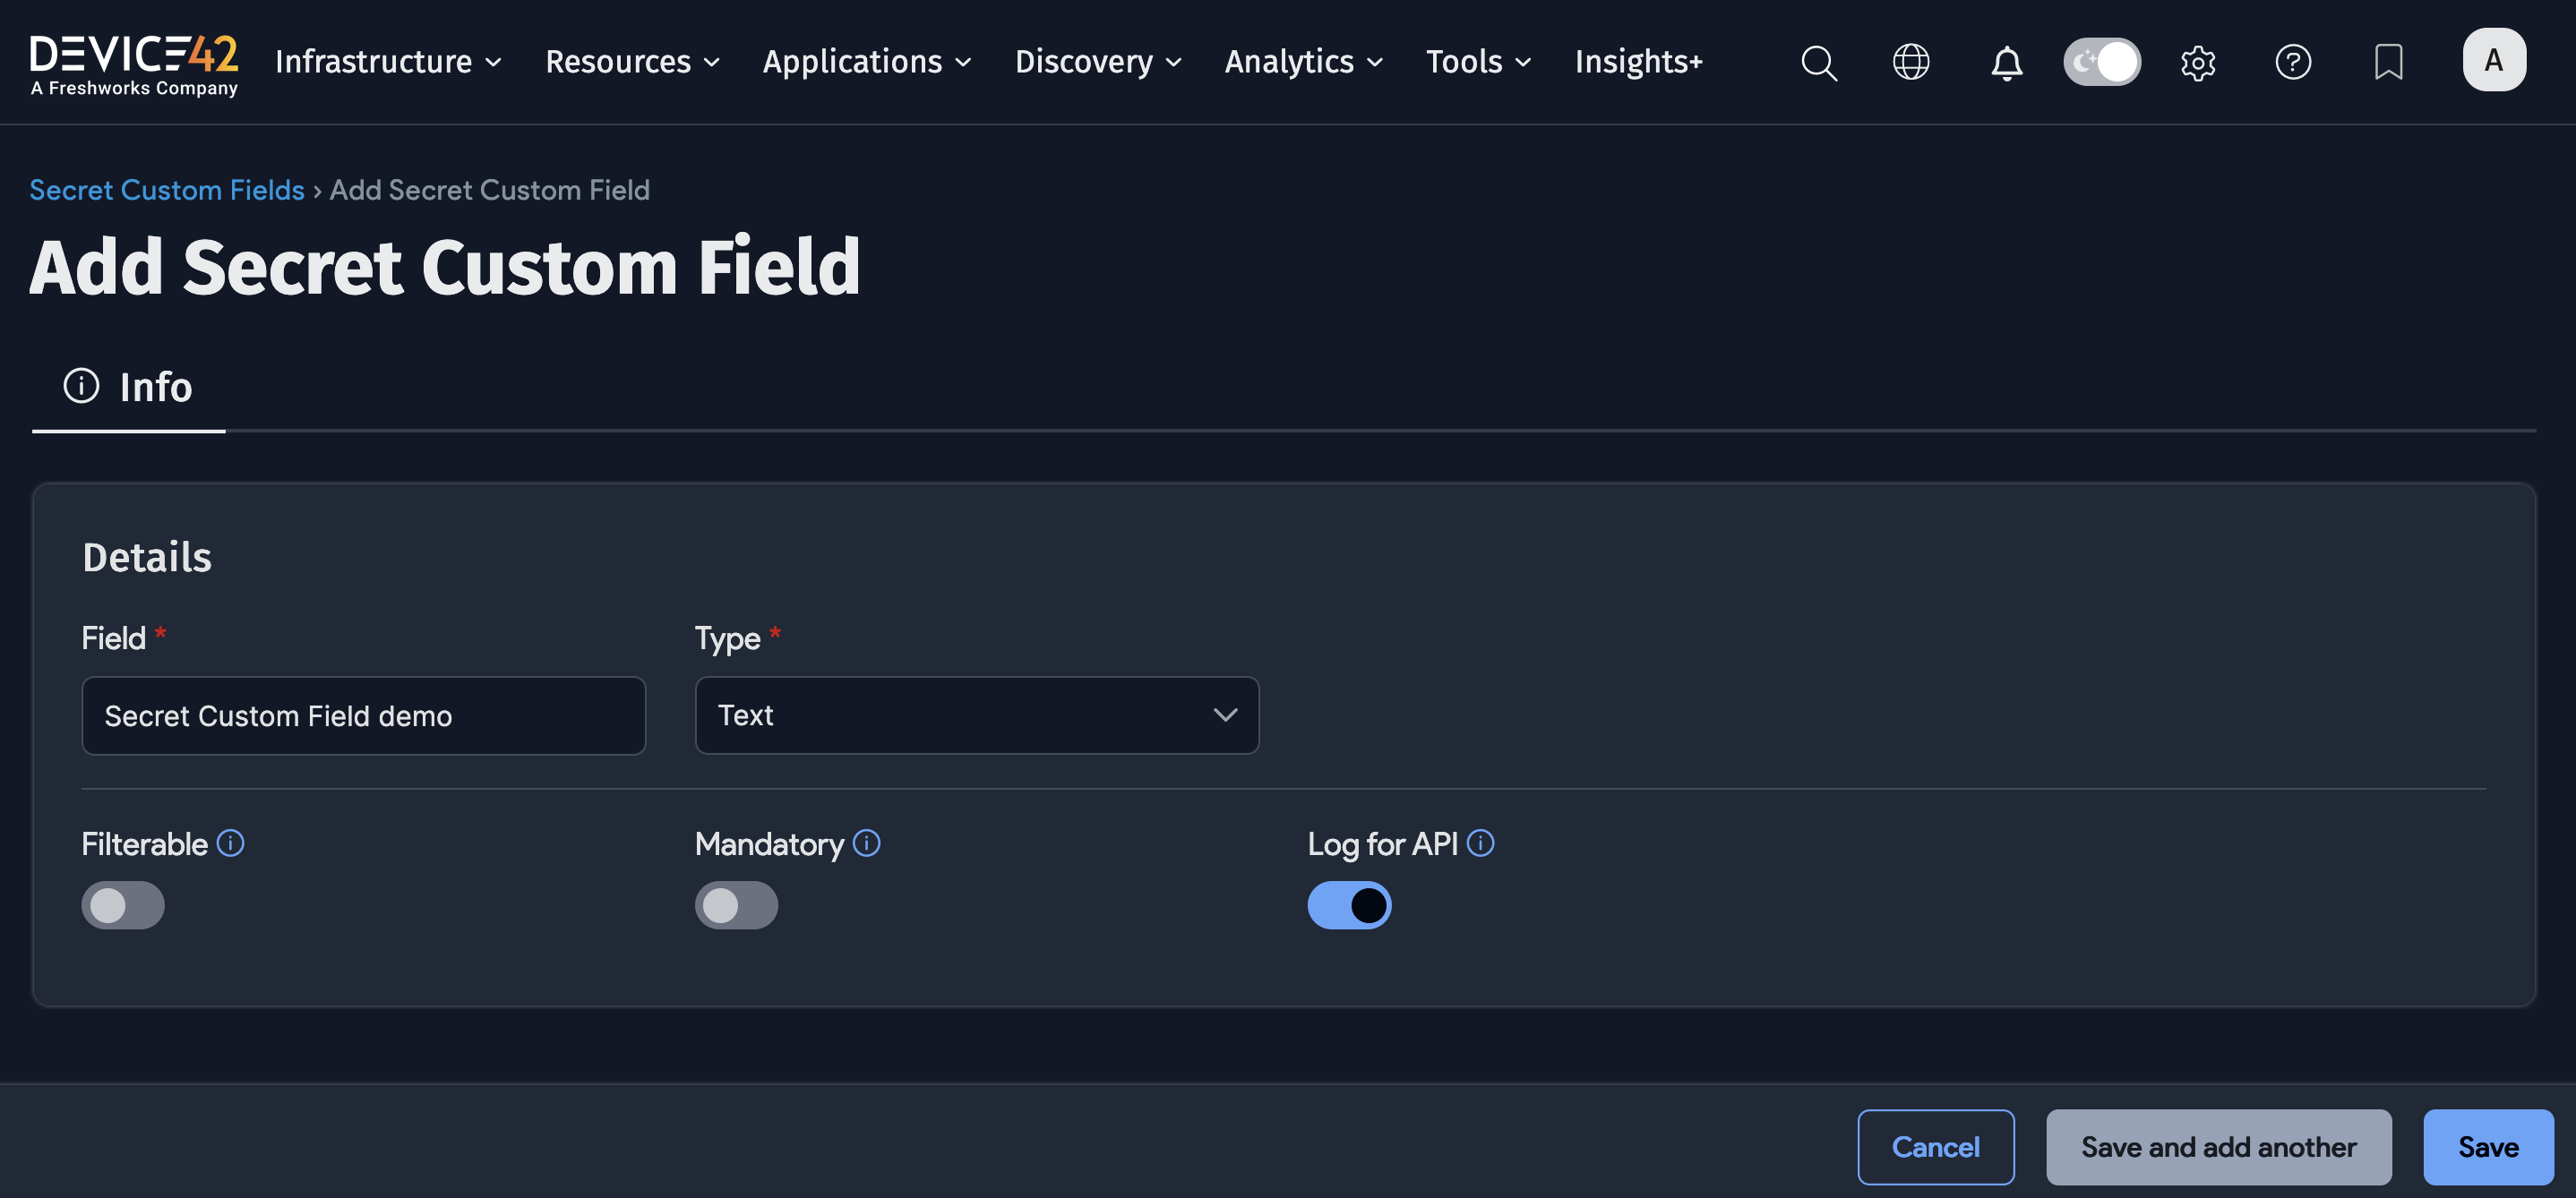 DEVICE42
A Freshworks Company
Infrastructure Resources Applications Discovery Analytics Tools Insights+ A
Secret Custom Fields › Add Secret Custom Field
Add Secret Custom Field
Info
Details
Field * Type *
Secret Custom Field demo Text
Filterable Mandatory Log for API
Cancel Save and add another Save